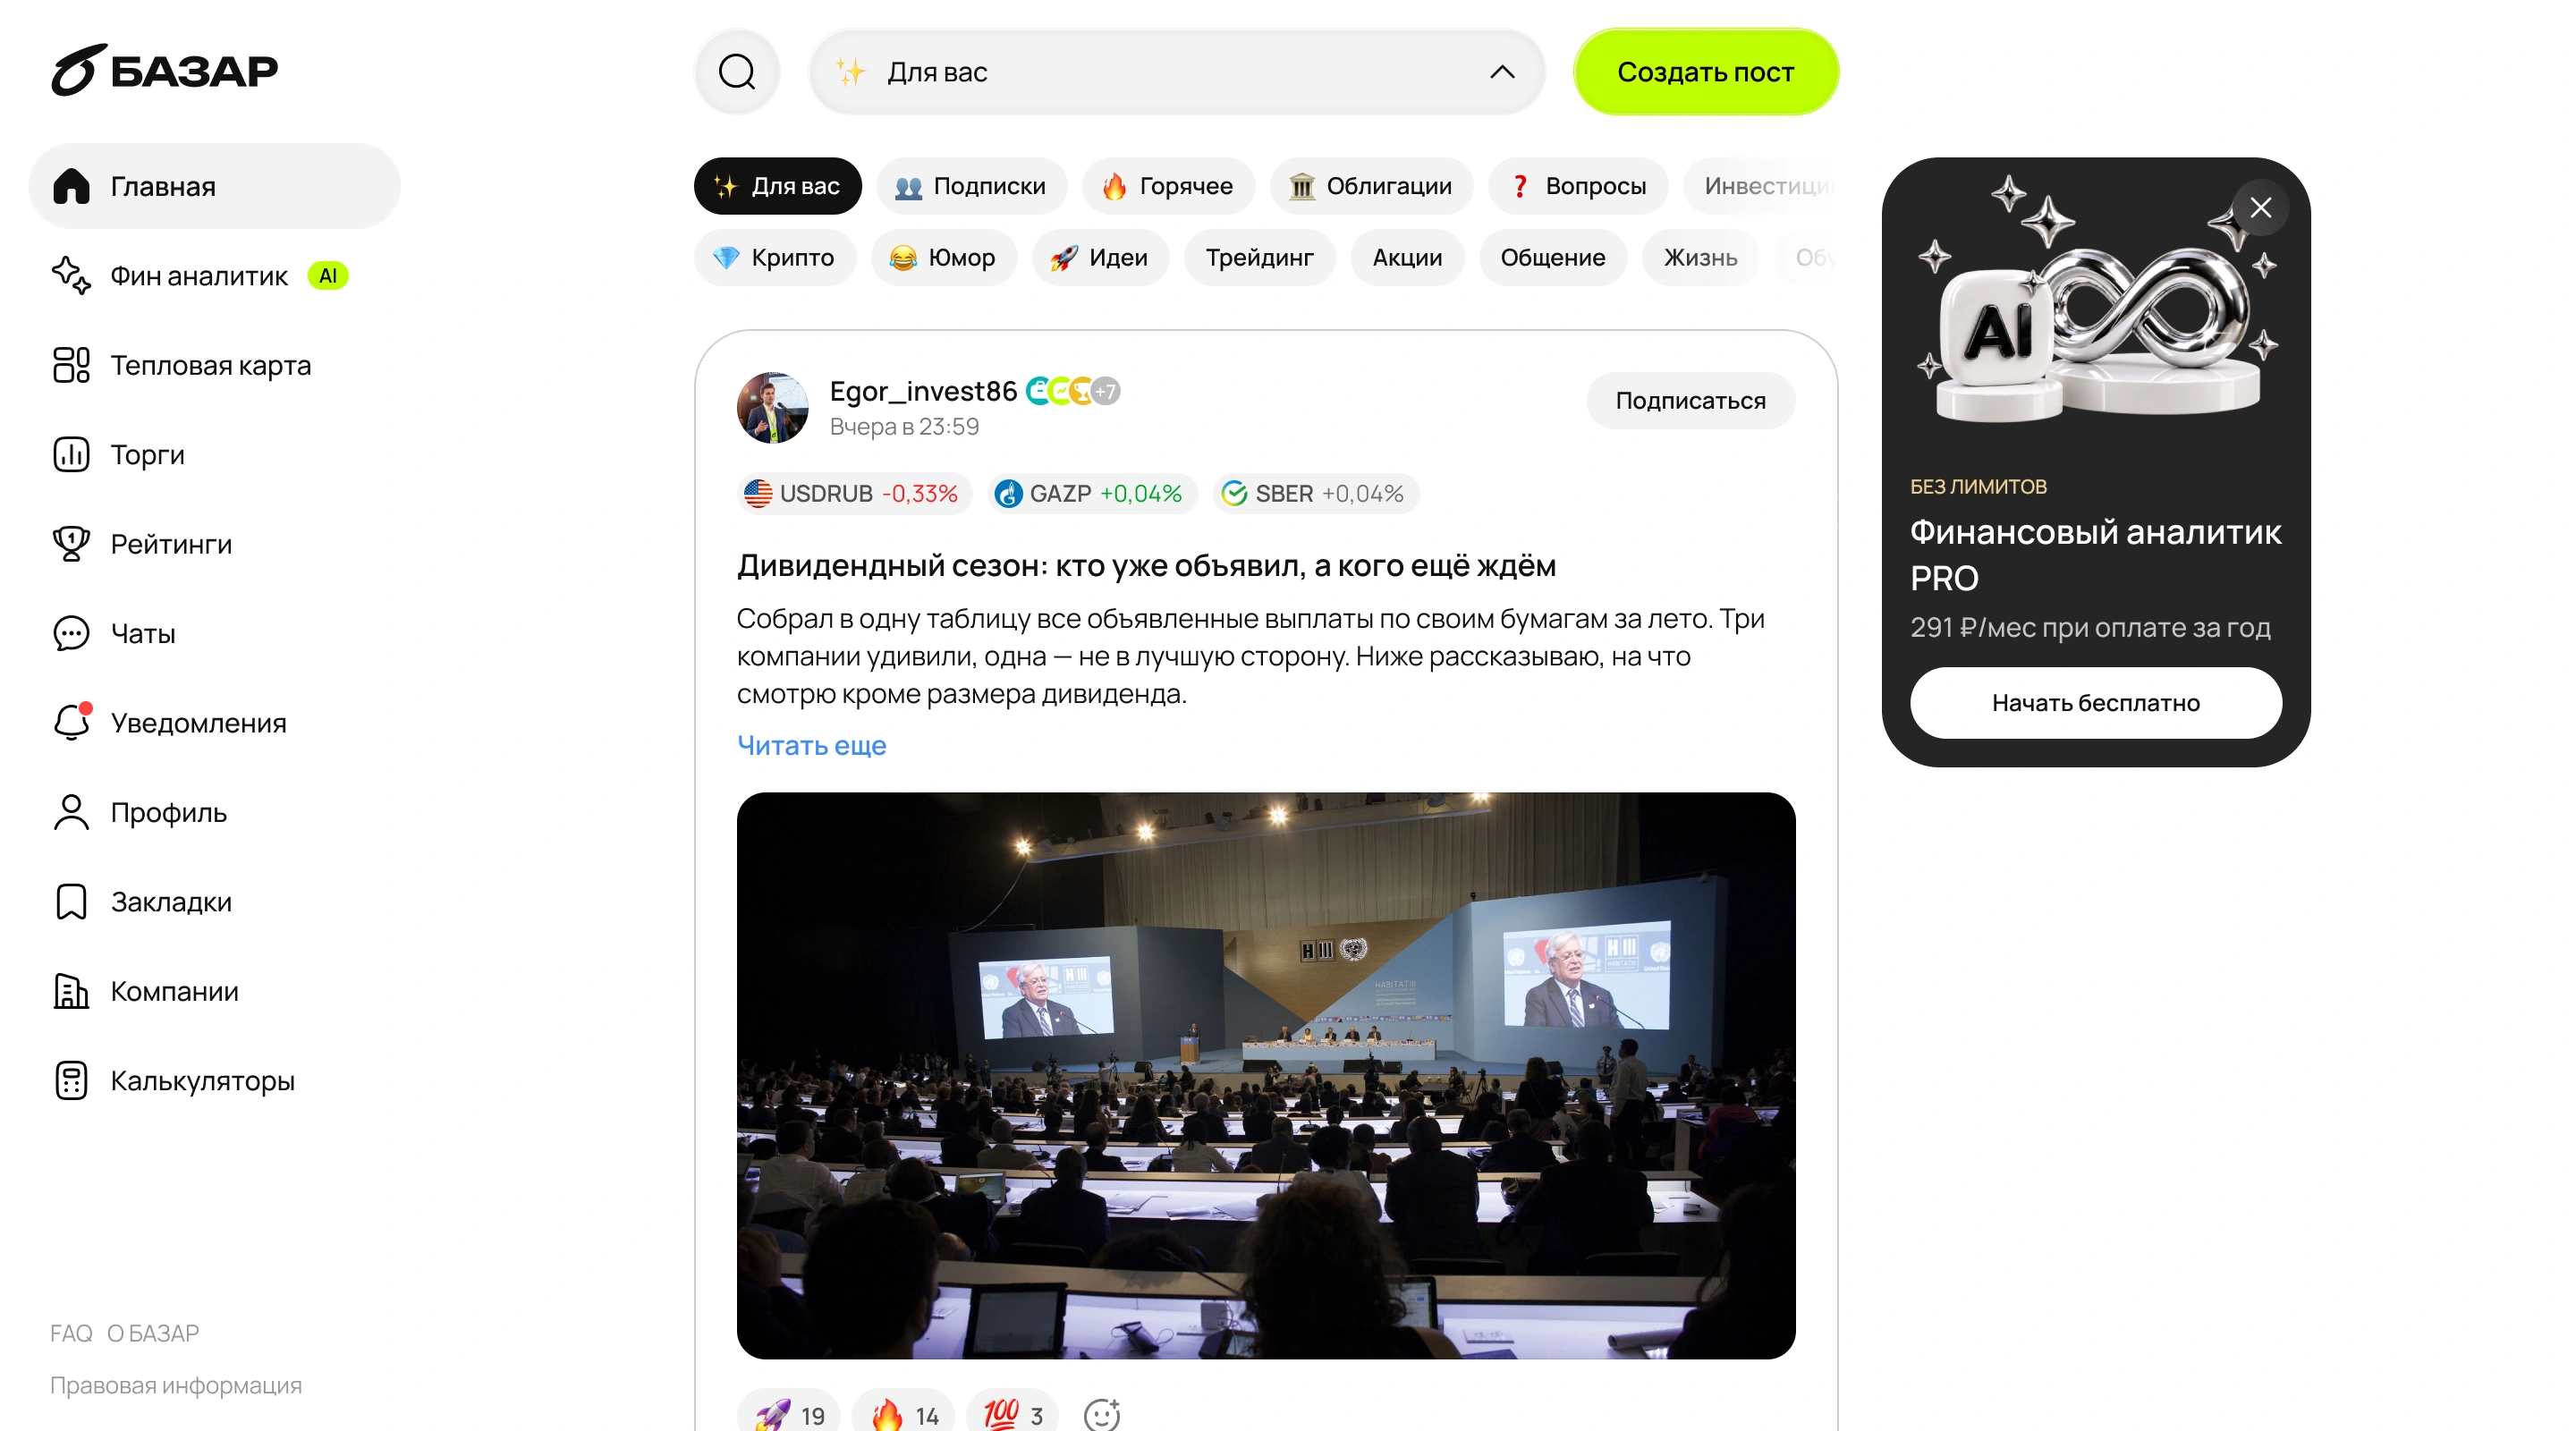 БАЗАР
Главная
Фин аналитик AI
Тепловая карта
Торги
Рейтинги
Чаты
Уведомления
Профиль
Закладки
Компании
Калькуляторы
FAQ О БАЗАР
Правовая информация
Для вас
Создать пост
Для вас Подписки Горячее Облигации Вопросы
Крипто Юмор Идеи Трейдинг Акции Общение Жизнь
Egor_invest86 +7
Вчера в 23:59
Подписаться
USDRUB -0,33% GAZP +0,04% SBER +0,04%
Дивидендный сезон: кто уже объявил, а кого ещё ждём
Собрал в одну таблицу все объявленные выплаты по своим бумагам за лето. Три
компании удивили, одна — не в лучшую сторону. Ниже рассказываю, на что
смотрю кроме размера дивиденда.
Читать еще
HABITAT III
19 14 100 3
AI
БЕЗ ЛИМИТОВ
Финансовый аналитик
PRO
291 ₽/мес при оплате за год
Начать бесплатно